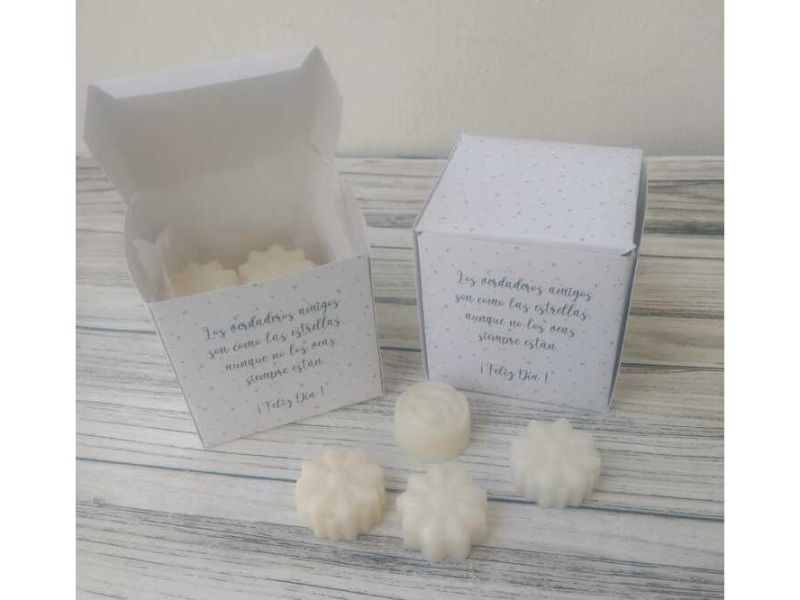 Los verdaderos amigos
son como las estrellas
aunque no los veas
siempre están
¡Feliz Día!
Los verdaderos amigos
son como las estrellas
aunque no los veas
siempre están
¡Feliz Día!